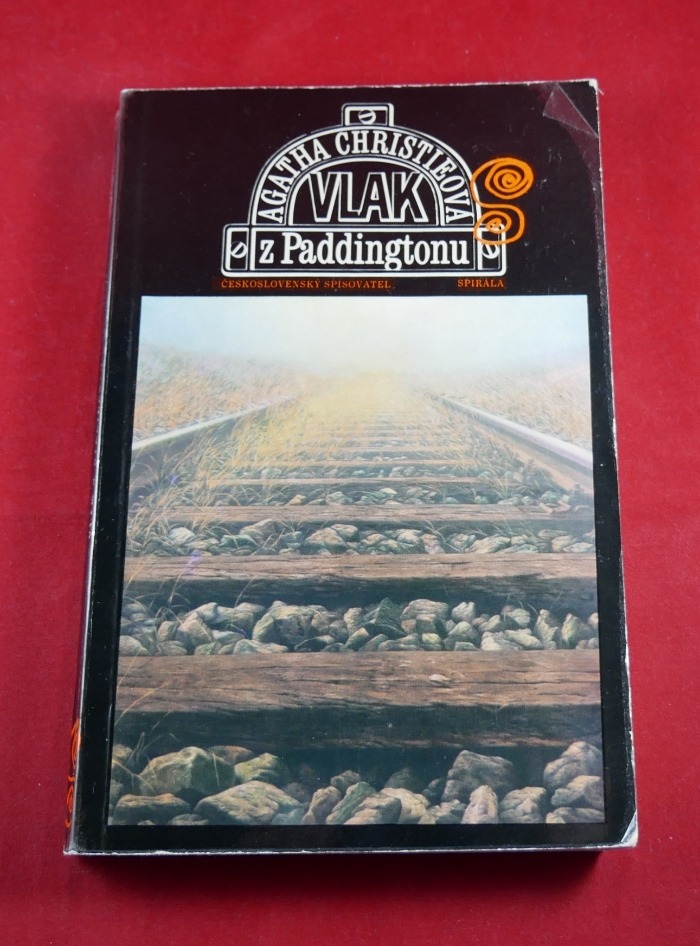 AGATHA CHRISTIEOVÁ
VLAK
z Paddingtonu
ČESKOSLOVENSKÝ SPISOVATEL
SPIRÁLA